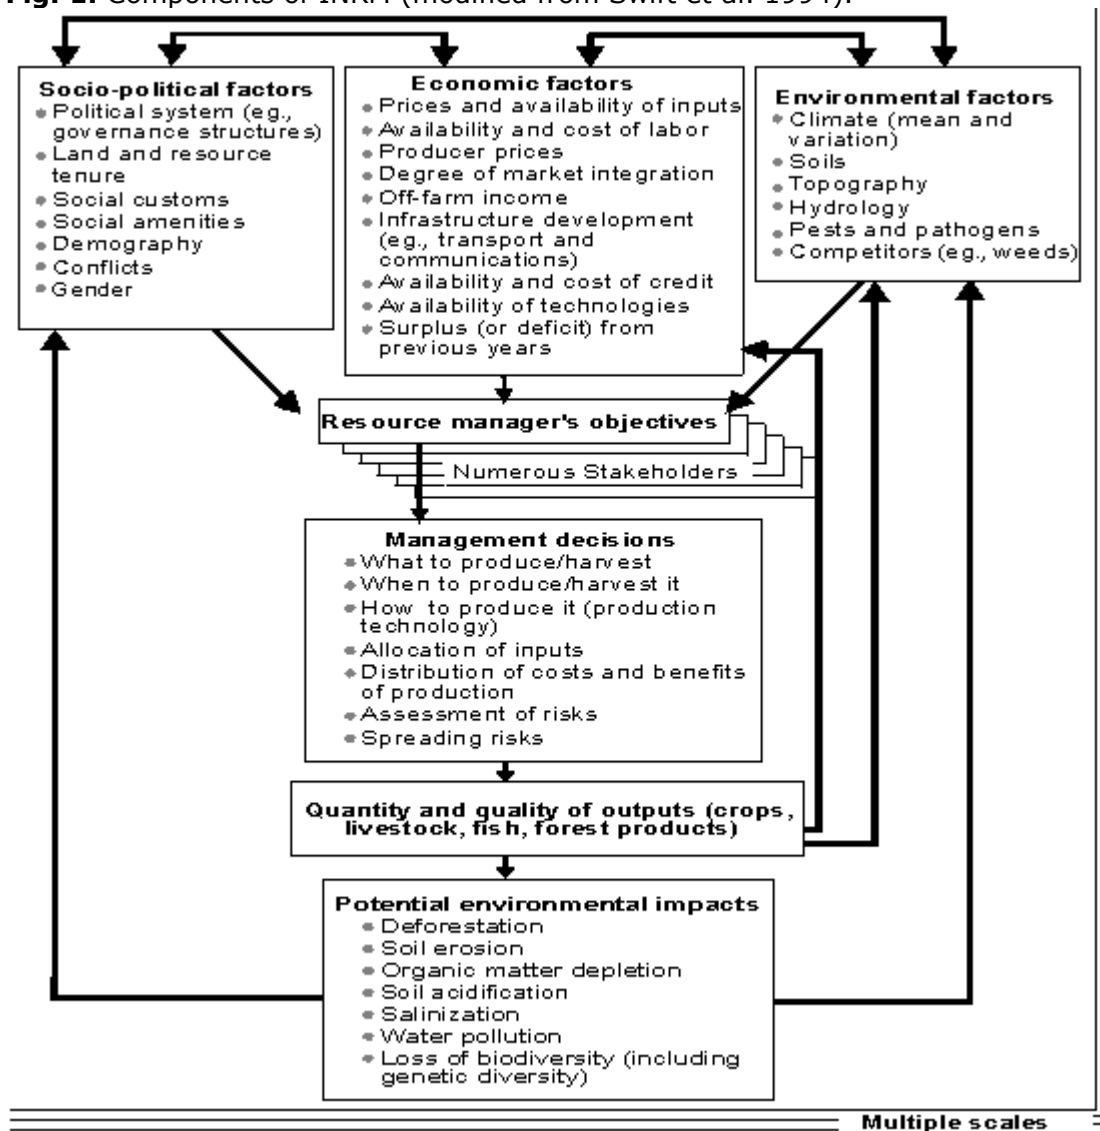 Fig. 2. Components of INRM (modified from Swift et al. 1994).
Socio-political factors
Political system (eg.,
governance structures)
Land and resource
tenure
Social customs
Social amenities
Demography
Conflicts
Gender
Economic factors
Prices and availability of inputs
Availability and cost of labor
Producer prices
Degree of market integration
Off-farm income
Infrastructure development
(eg., transport and
communications)
Availability and cost of credit
Availability of technologies
Surplus (or deficit) from
previous years
Environmental factors
Climate (mean and
variation)
Soils
Topography
Hydrology
Pests and pathogens
Competitors (eg., weeds)
Resource manager's objectives
Numerous Stakeholders
Management decisions
What to produce/harvest
When to produce/harvest it
How to produce it (production
technology)
Allocation of inputs
Distribution of costs and benefits
of production
Assessment of risks
Spreading risks
Quantity and quality of outputs (crops,
livestock, fish, forest products)
Potential environmental impacts
Deforestation
Soil erosion
Organic matter depletion
Soil acidification
Salinization
Water pollution
Loss of biodiversity (including
genetic diversity)
Multiple scales